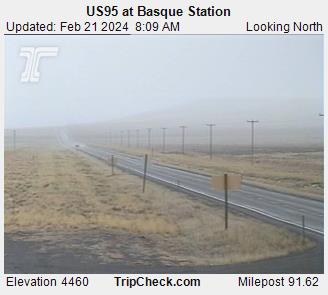 US95 at Basque Station
Updated: Feb 21 2024 8:09 AM Looking North
Elevation 4460 TripCheck.com Milepost 91.62